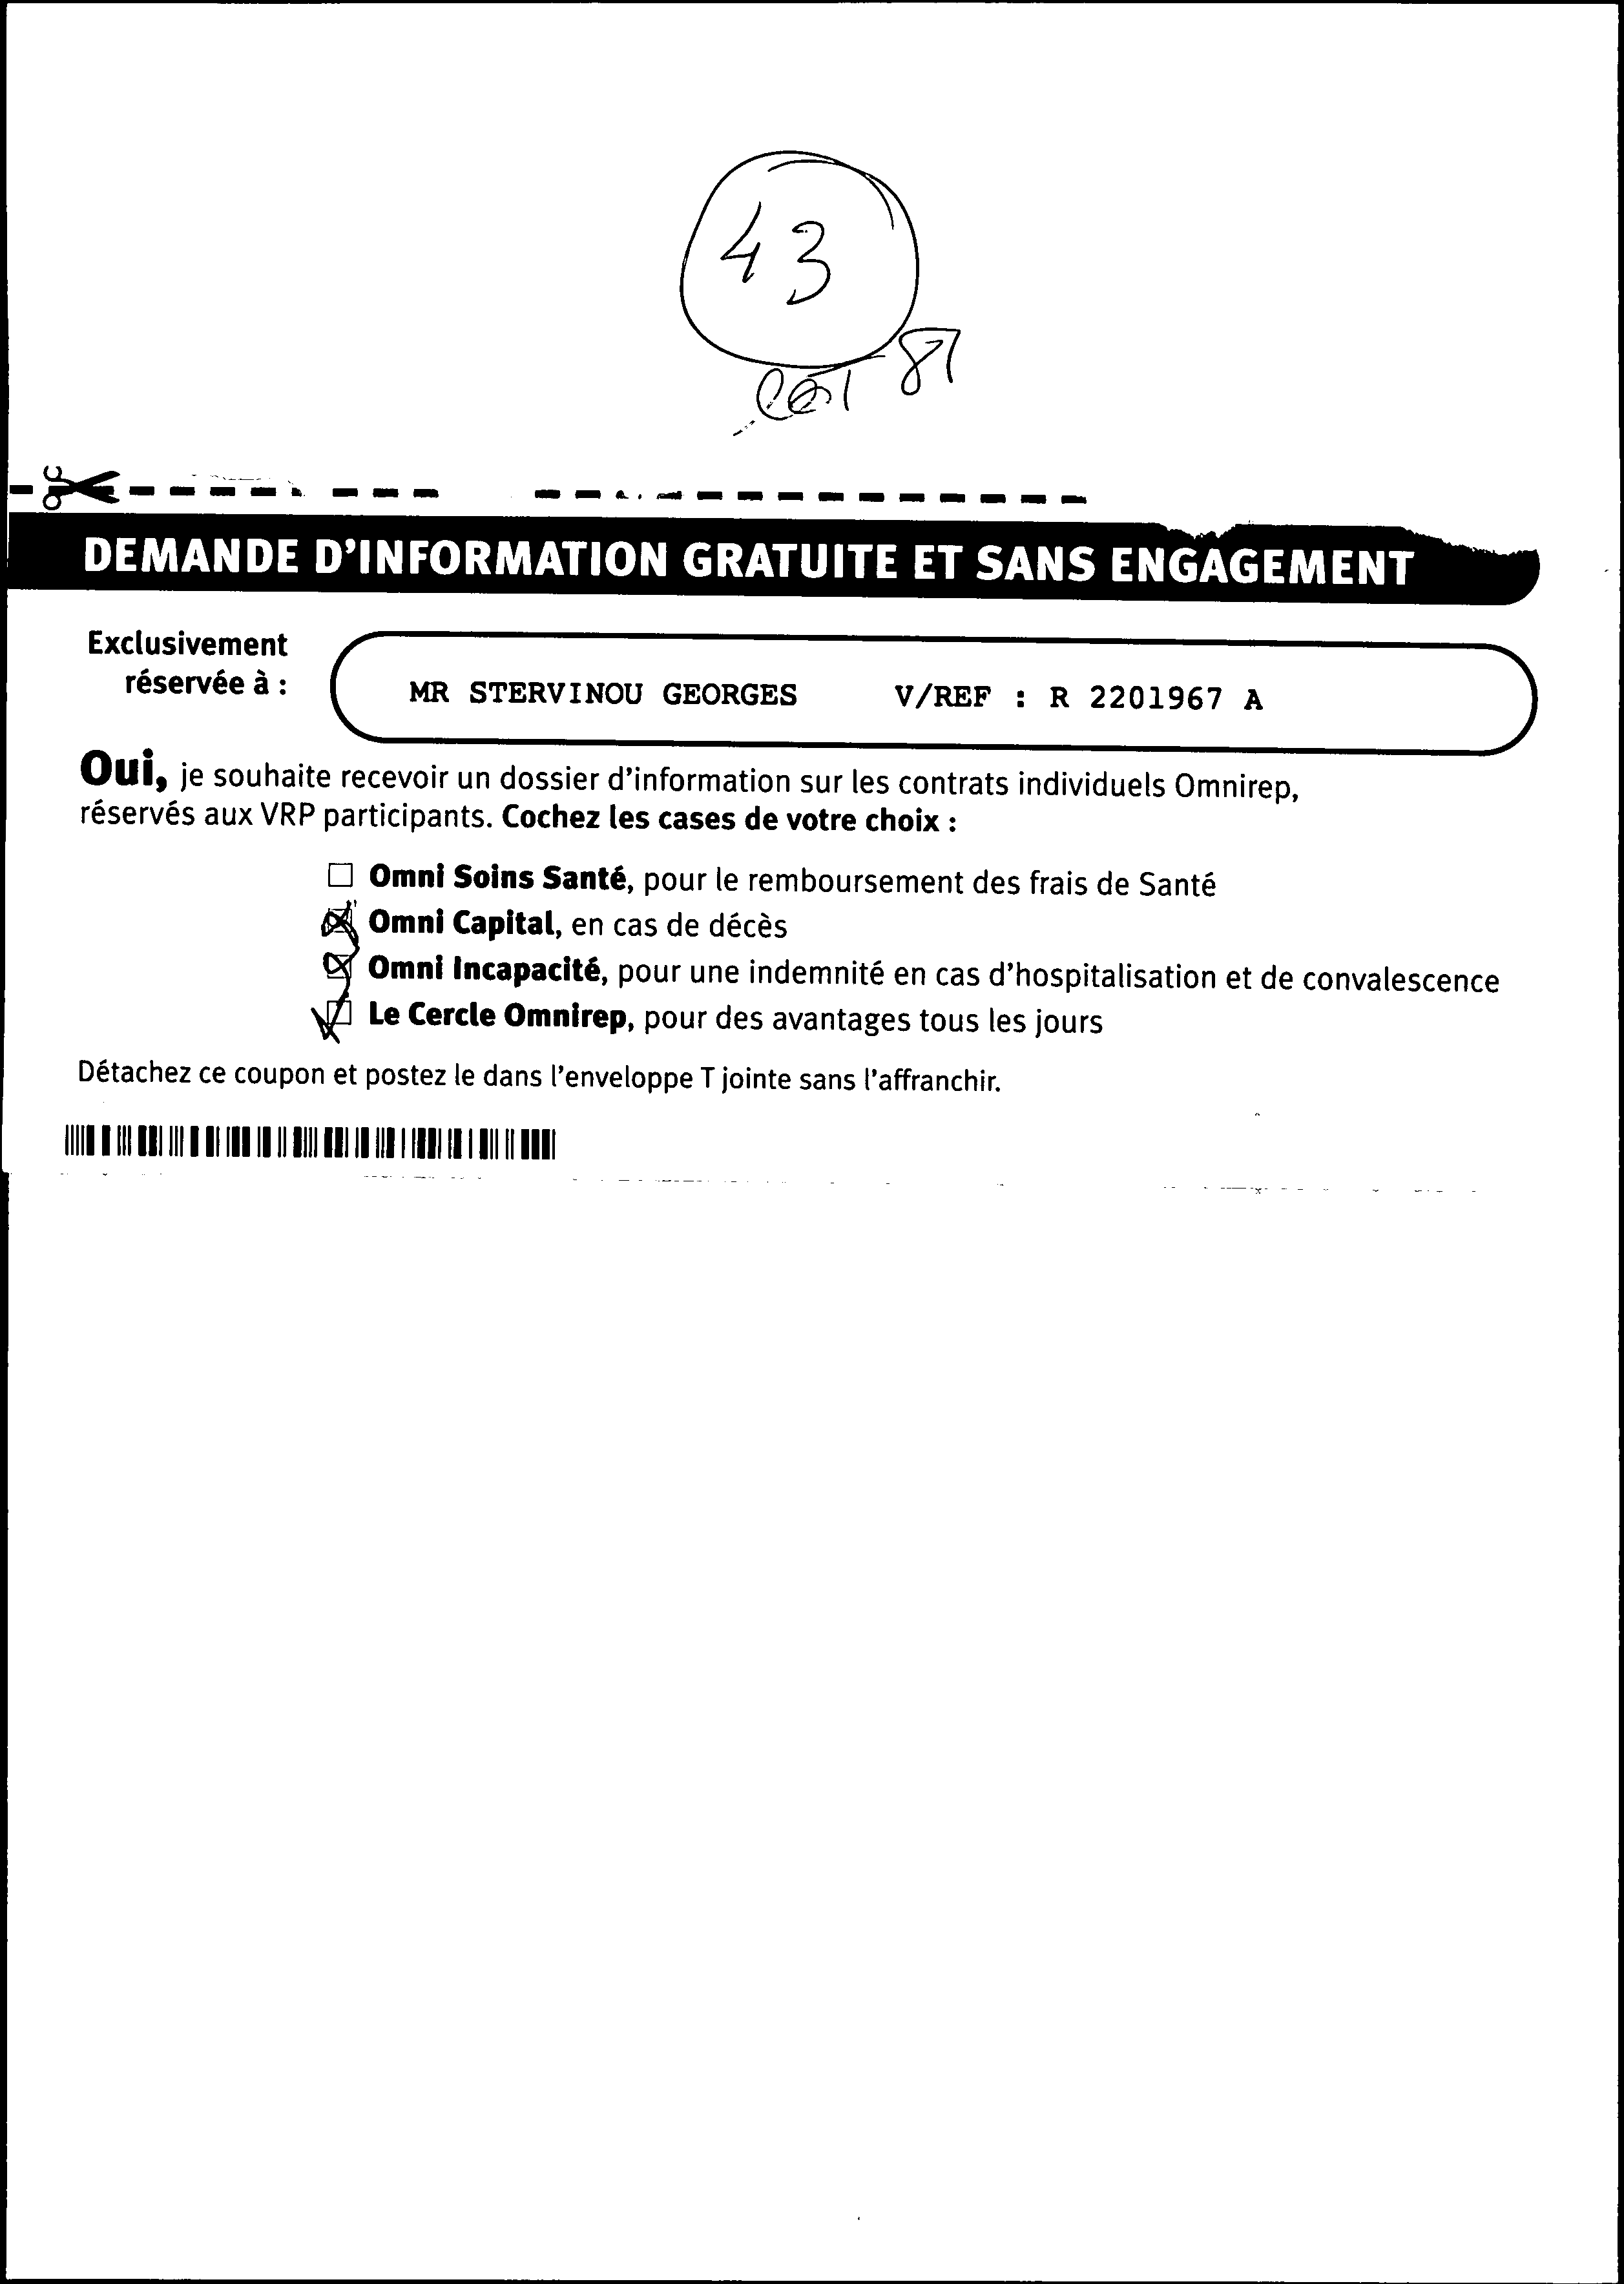 43
87
DEMANDE D'INFORMATION GRATUITE ET SANS ENGAGEMENT
Exclusivement
réservée à :
MR STERVINOU GEORGES V/REF : R 2201967 A
Oui, je souhaite recevoir un dossier d'information sur les contrats individuels Omnirep,
réservés aux VRP participants. Cochez les cases de votre choix :
Omni Soins Santé, pour le remboursement des frais de Santé
Omni Capital, en cas de décès
Omni Incapacité, pour une indemnité en cas d'hospitalisation et de convalescence
Le Cercle Omnirep, pour des avantages tous les jours
Détachez ce coupon et postez le dans l'enveloppe T jointe sans l'affranchir.